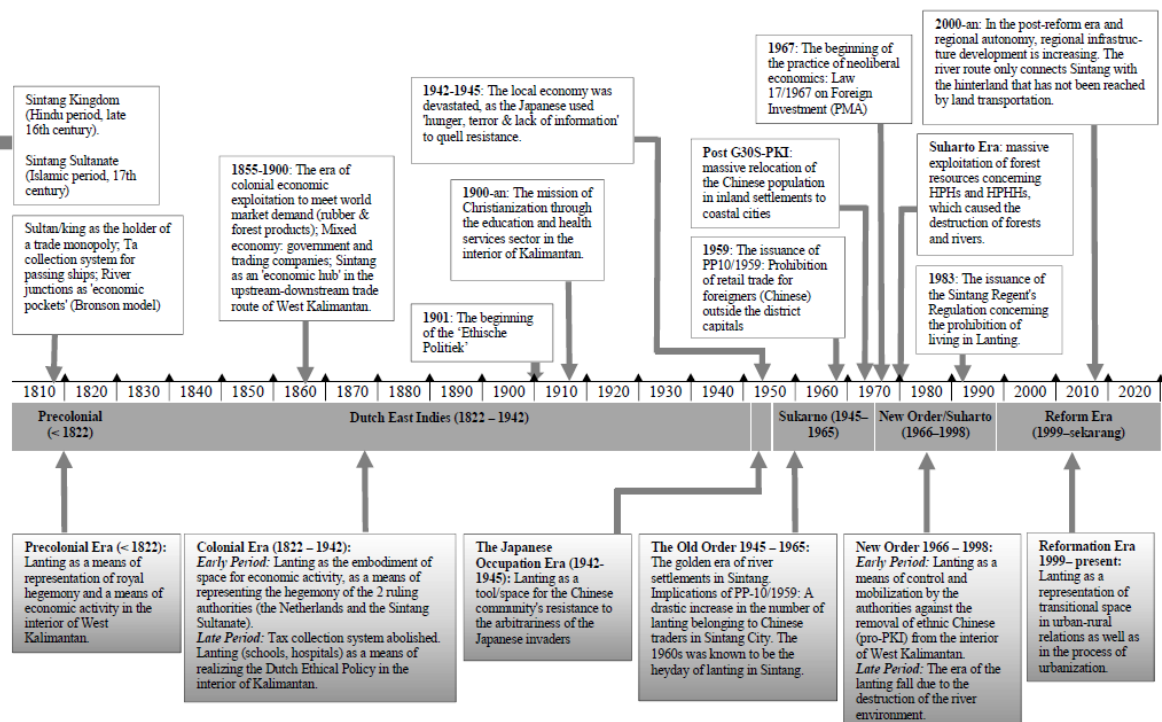 Sintang Kingdom
(Hindu period, late
16th century).
Sintang Sultanate
(Islamic period, 17th
century)
Sultan/king as the holder of
a trade monopoly; Ta
collection system for
passing ships; River
junctions as 'economic
pockets' (Bronson model)
1855-1900: The era of
colonial economic
exploitation to meet world
market demand (rubber &
forest products); Mixed
economy: government and
trading companies; Sintang
as an 'economic hub' in the
upstream-downstream trade
route of West Kalimantan.
1942-1945: The local economy was
devastated, as the Japanese used
'hunger, terror & lack of information'
to quell resistance.
1900-an: The mission of
Christianization through
the education and health
services sector in the
interior of Kalimantan.
1901: The beginning
of the ‘Ethische
Politiek’
1967: The beginning of
the practice of neoliberal
economics: Law
17/1967 on Foreign
Investment (PMA)
Post G30S-PKI:
massive relocation of
the Chinese population
in inland settlements to
coastal cities
1959: The issuance of
PP10/1959: Prohibition
of retail trade for
foreigners (Chinese)
outside the district
capitals
2000-an: In the post-reform era and
regional autonomy, regional infrastruc-
ture development is increasing. The
river route only connects Sintang with
the hinterland that has not been
reached by land transportation.
Suharto Era: massive
exploitation of forest
resources concerning
HPHs and HPHHs,
which caused the
destruction of forests
and rivers.
1983: The issuance of
the Sintang Regent's
Regulation concerning
the prohibition of
living in Lanting.
1810 1820 1830 1840 1850 1860 1870 1880 1890 1900 1910 1920 1930 1940 1950 1960 1970 1980 1990 2000 2010 2020
Precolonial
(< 1822)
Dutch East Indies (1822 – 1942)
Sukarno (1945–
1965)
New Order/Suharto
(1966–1998)
Reform Era
(1999–sekarang)
Precolonial Era (< 1822):
Lanting as a means of
representation of royal
hegemony and a means of
economic activity in the
interior of West
Kalimantan.
Colonial Era (1822 – 1942):
Early Period: Lanting as the embodiment of
space for economic activity, as a means of
representing the hegemony of the 2 ruling
authorities (the Netherlands and the Sintang
Sultanate).
Late Period: Tax collection system abolished.
Lanting (schools, hospitals) as a means of
realizing the Dutch Ethical Policy in the
interior of Kalimantan.
The Japanese
Occupation Era (1942-
1945): Lanting as a
tool/space for the Chinese
community's resistance to
the arbitrariness of the
Japanese invaders
The Old Order 1945 – 1965:
The golden era of river
settlements in Sintang.
Implications of PP-10/1959: A
drastic increase in the number of
lanting belonging to Chinese
traders in Sintang City. The
1960s was known to be the
heyday of lanting in Sintang.
New Order 1966 – 1998:
Early Period: Lanting as a
means of control and
mobilization by the
authorities against the
removal of ethnic Chinese
(pro-PKI) from the interior
of West Kalimantan.
Late Period: The era of the
lanting fall due to the
destruction of the river
environment.
Reformation Era
1999– present:
Lanting as a
representation of
transitional space
in urban-rural
relations as well as
in the process of
urbanization.